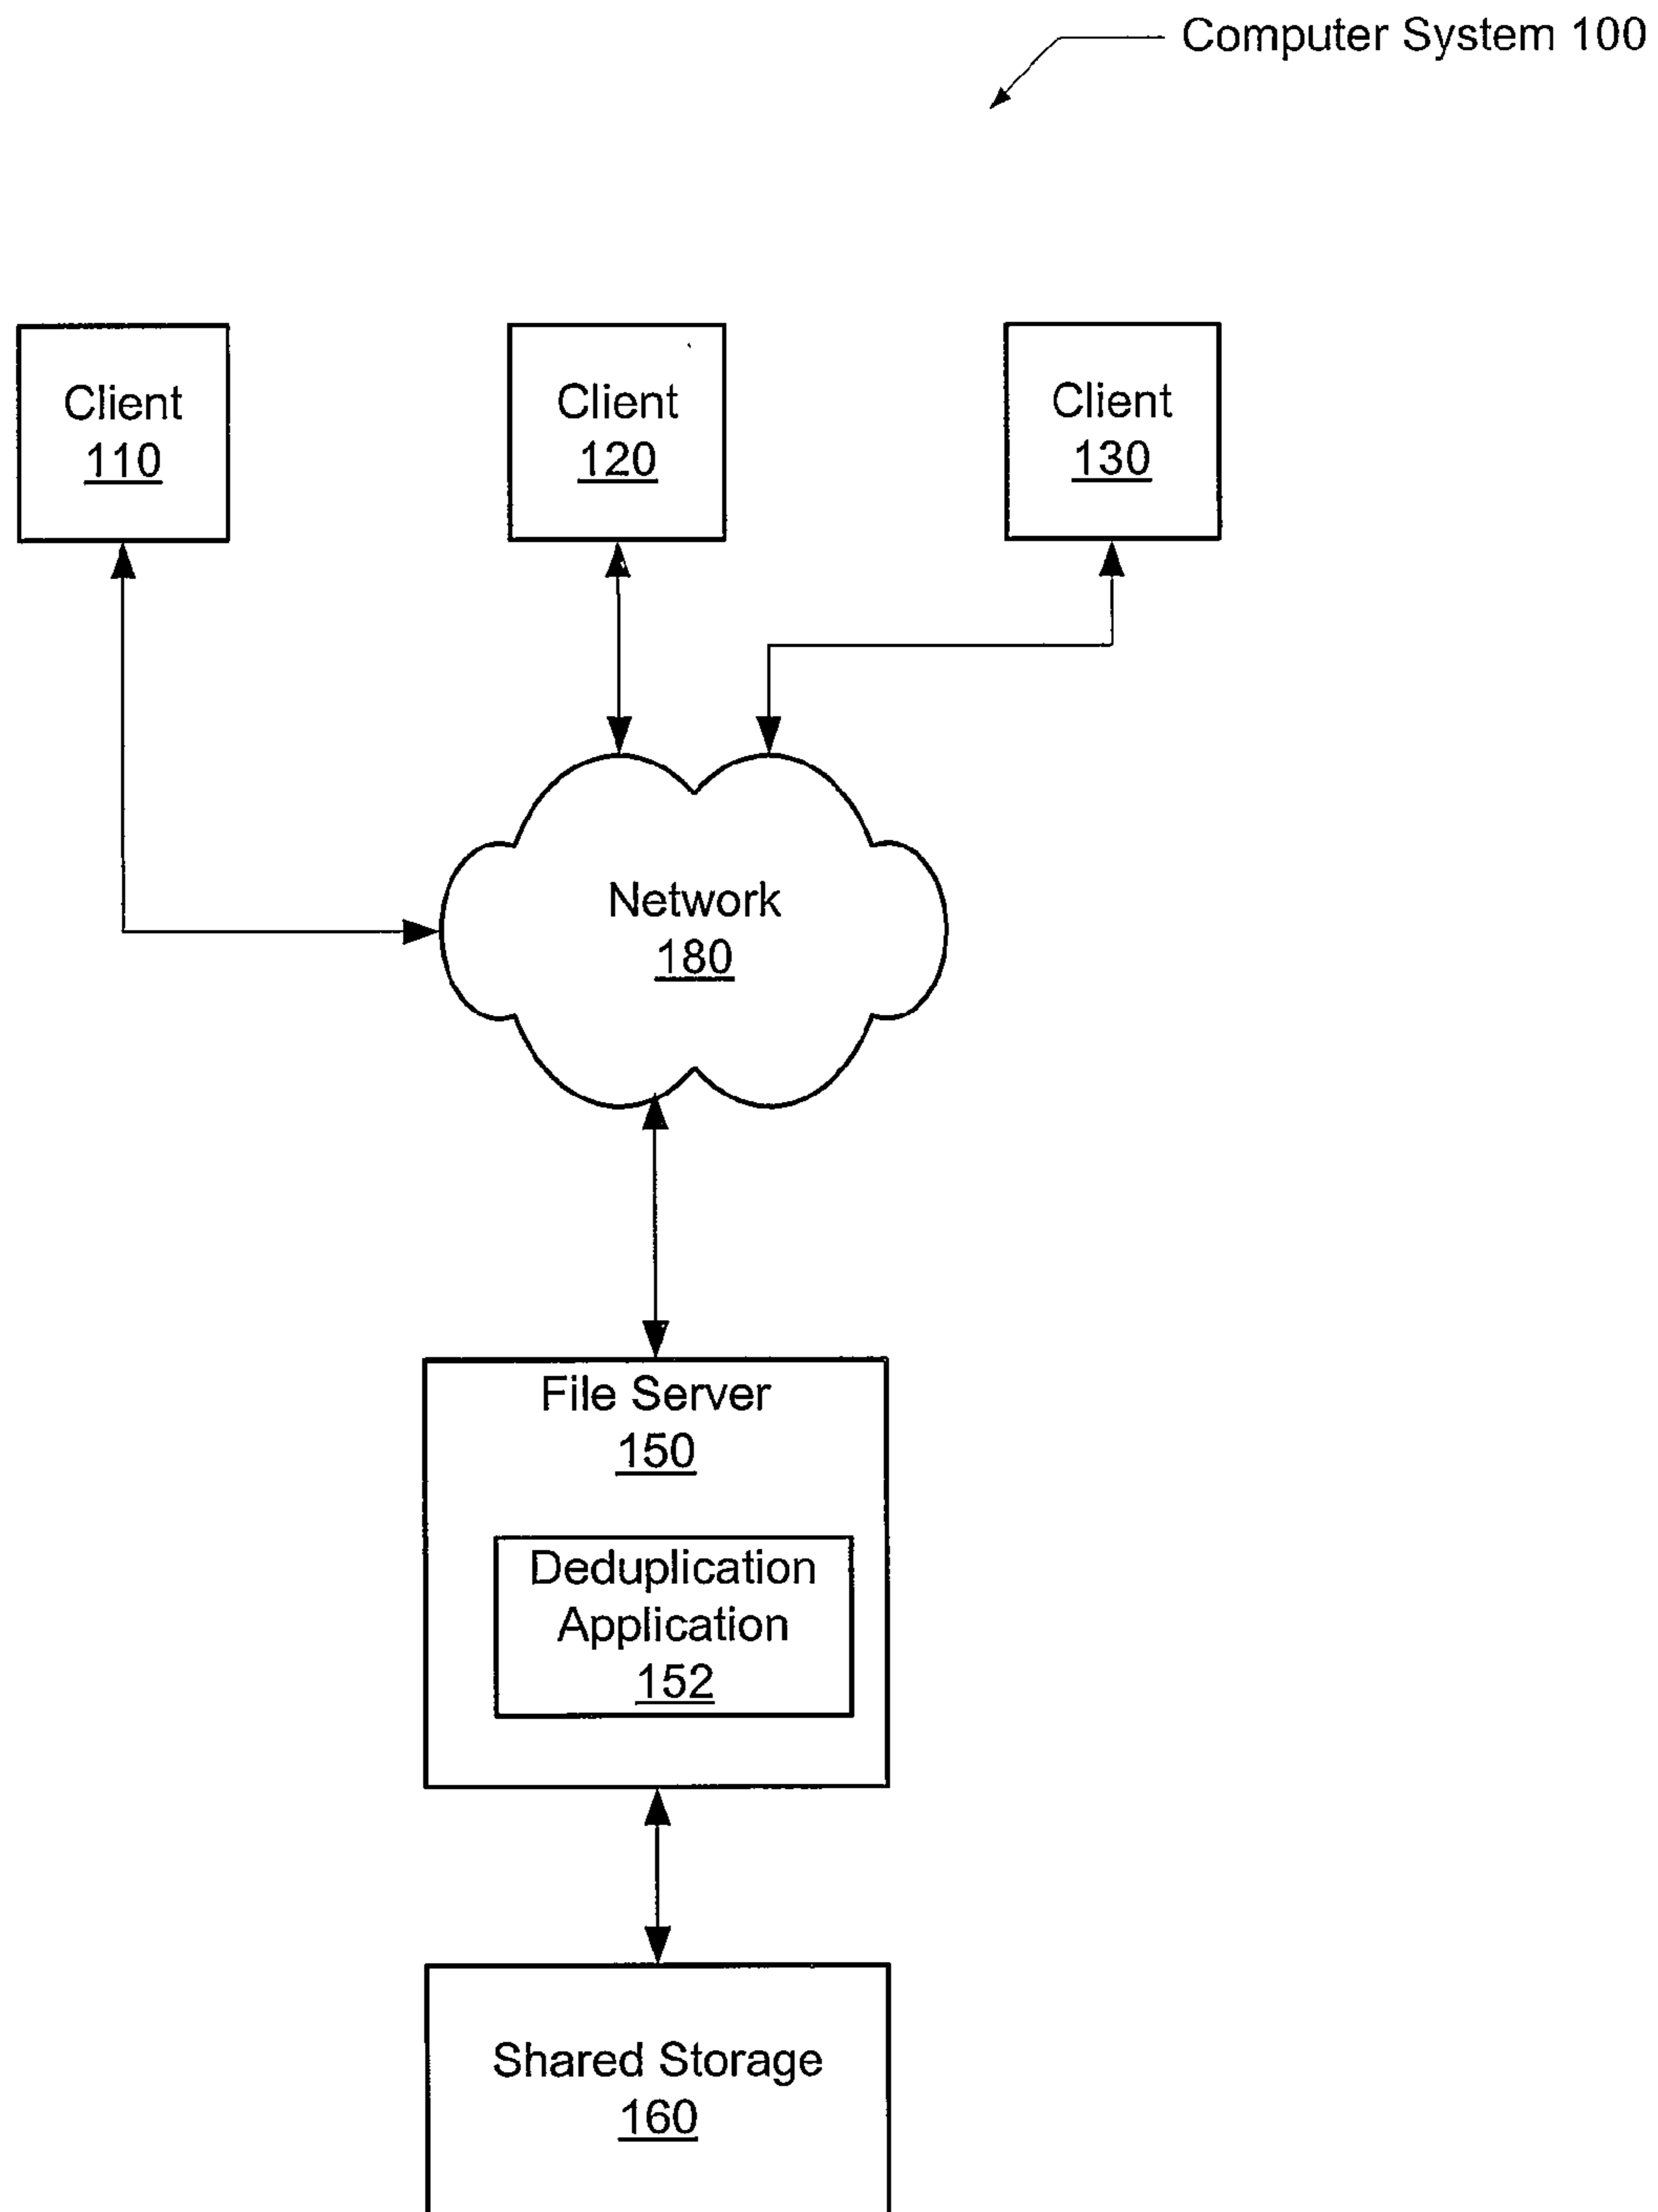 Computer System 100
Client
110
Client
120
Client
130
Network
180
File Server
150
Deduplication
Application
152
Shared Storage
160